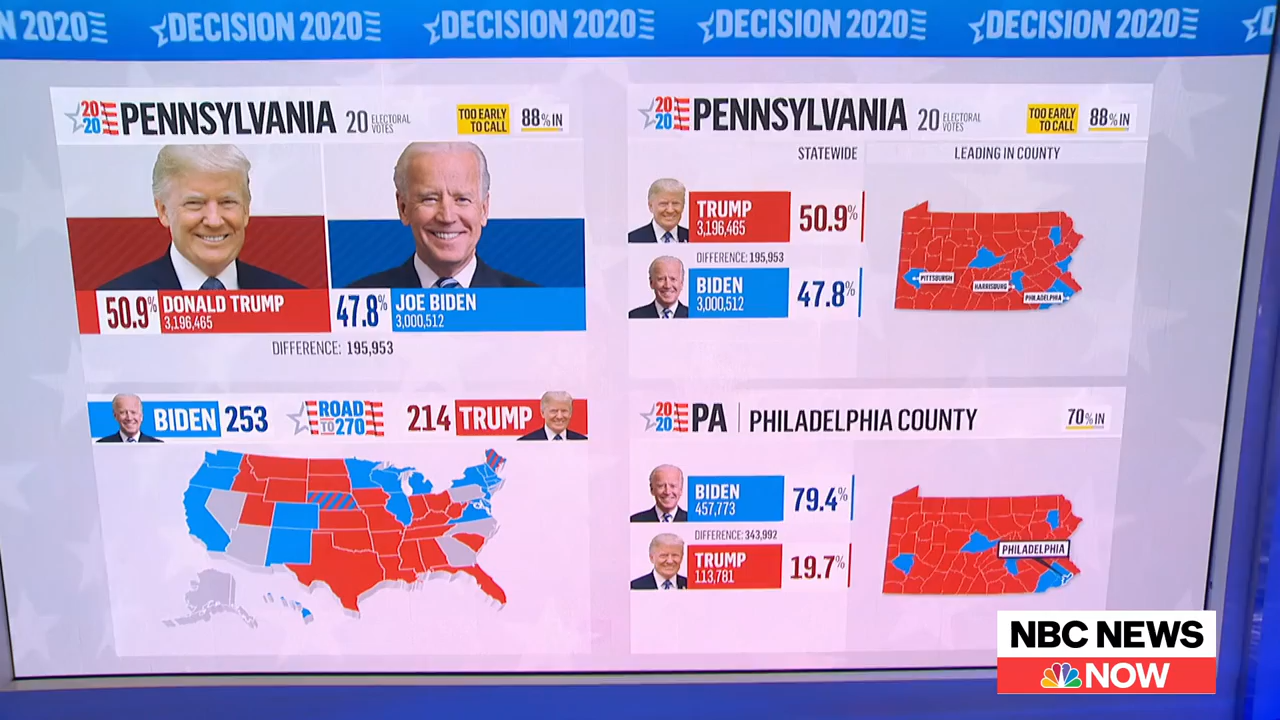 N 2020
DECISION 2020
DECISION 2020
DECISION 2020
DECISION 2020
D
2020 PENNSYLVANIA 20 ELECTORAL VOTES TOO EARLY TO CALL 88% IN
50.9% DONALD TRUMP 3,196,465
47.8% JOE BIDEN 3,000,512
DIFFERENCE: 195,953
2020 PENNSYLVANIA 20 ELECTORAL VOTES TOO EARLY TO CALL 88% IN
STATEWIDE
LEADING IN COUNTY
TRUMP 3,196,465 50.9%
DIFFERENCE: 195,953
BIDEN 3,000,512 47.8%
PITTSBURGH
HARRISBURG
PHILADELPHIA
BIDEN 253 ROAD TO 270 214 TRUMP
2020 PA PHILADELPHIA COUNTY 70% IN
BIDEN 457,773 79.4%
DIFFERENCE: 343,992
TRUMP 113,781 19.7%
PHILADELPHIA
NBC NEWS
NOW